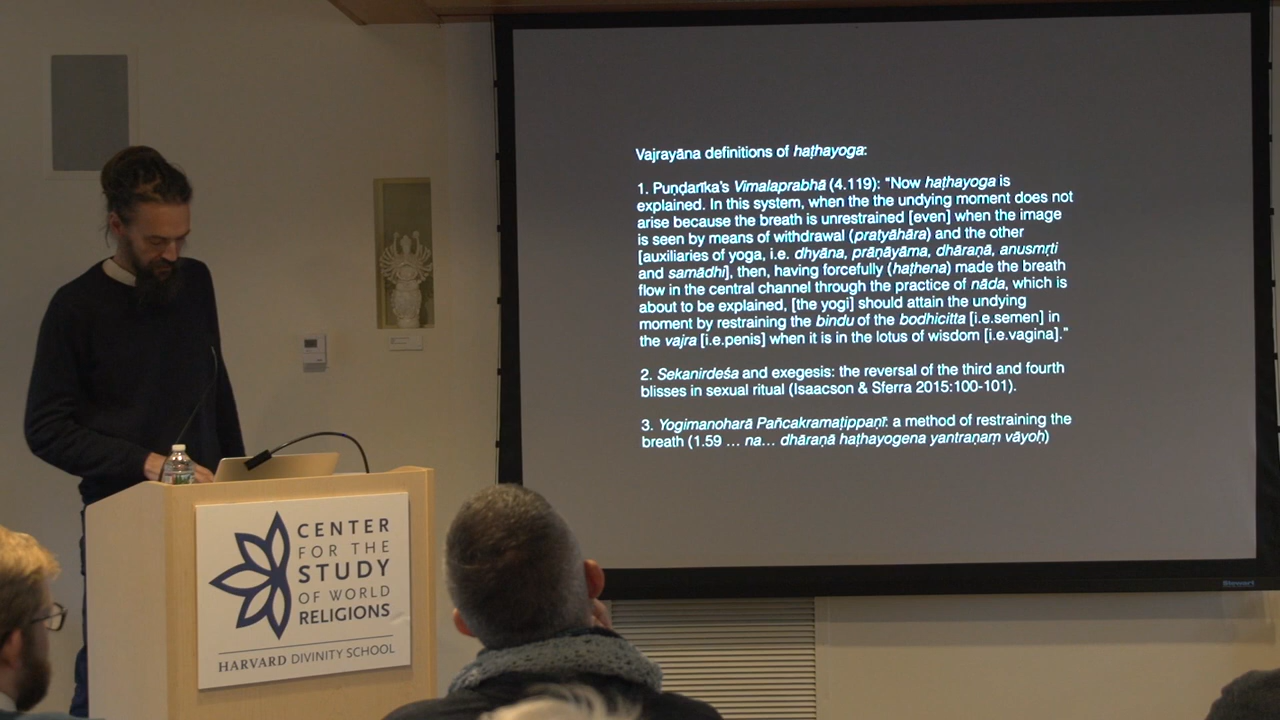 Vajrayāna definitions of haṭhayoga:
1. Puṇḍarīka's Vimalaprabhā (4.119): "Now haṭhayoga is
explained. In this system, when the the undying moment does not
arise because the breath is unrestrained [even] when the image
is seen by means of withdrawal (pratyāhāra) and the other
[auxiliaries of yoga, i.e. dhyāna, prāṇāyāma, dhāraṇā, anusmṛti
and samādhi], then, having forcefully (haṭhena) made the breath
flow in the central channel through the practice of nāda, which is
about to be explained, [the yogi] should attain the undying
moment by restraining the bindu of the bodhicitta [i.e.semen] in
the vajra [i.e.penis] when it is in the lotus of wisdom [i.e.vagina]."
2. Sekanirdeśa and exegesis: the reversal of the third and fourth
blisses in sexual ritual (Isaacson & Sferra 2015:100-101).
3. Yogimanoharā Pañcakramaṭippaṇī: a method of restraining the
breath (1.59 ... na... dhāraṇā haṭhayogena yantraṇaṃ vāyoḥ)
Stewart
CENTER
FOR THE
STUDY
OF WORLD
RELIGIONS
HARVARD DIVINITY SCHOOL